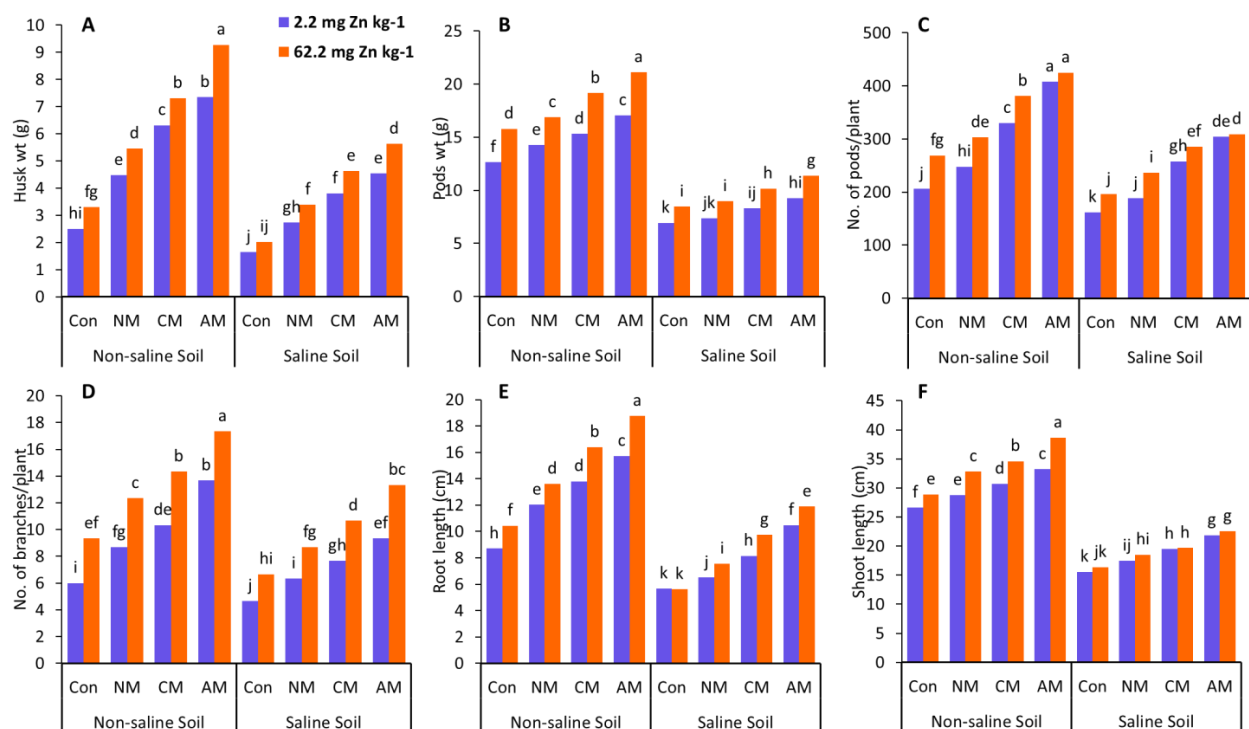 A
2.2 mg Zn kg-1
62.2 mg Zn kg-1
Husk wt (g)
10
9
8
7
6
5
4
3
2
1
0
hi
fg
e
d
c
b
b
a
j
ij
gh
f
f
e
e
d
Con NM CM AM Con NM CM AM
Non-saline Soil Saline Soil
B
Pods wt (g)
25
20
15
10
5
0
f
d
e
d
d
b
c
a
k
i
jk
i
ij
h
hi
g
Con NM CM AM Con NM CM AM
Non-saline Soil Saline Soil
C
No. of pods/plant
500
400
300
200
100
0
j
fg
hi
de
c
b
a
a
k
j
j
i
gh
ef
de
d
Con NM CM AM Con NM CM AM
Non-saline Soil Saline Soil
D
No. of branches/plant
20
18
16
14
12
10
8
6
4
2
0
i
ef
fg
c
de
b
b
a
j
hi
i
fg
gh
d
ef
bc
Con NM CM AM Con NM CM AM
Non-saline Soil Saline Soil
E
Root length (cm)
20
18
16
14
12
10
8
6
4
2
0
h
f
e
d
d
b
c
a
k
k
j
i
h
g
f
e
Con NM CM AM Con NM CM AM
Non-saline Soil Saline Soil
F
Shoot length (cm)
45
40
35
30
25
20
15
10
5
0
f
e
e
c
d
b
c
a
k
jk
ij
hi
h
h
g
g
Con NM CM AM Con NM CM AM
Non-saline Soil Saline Soil